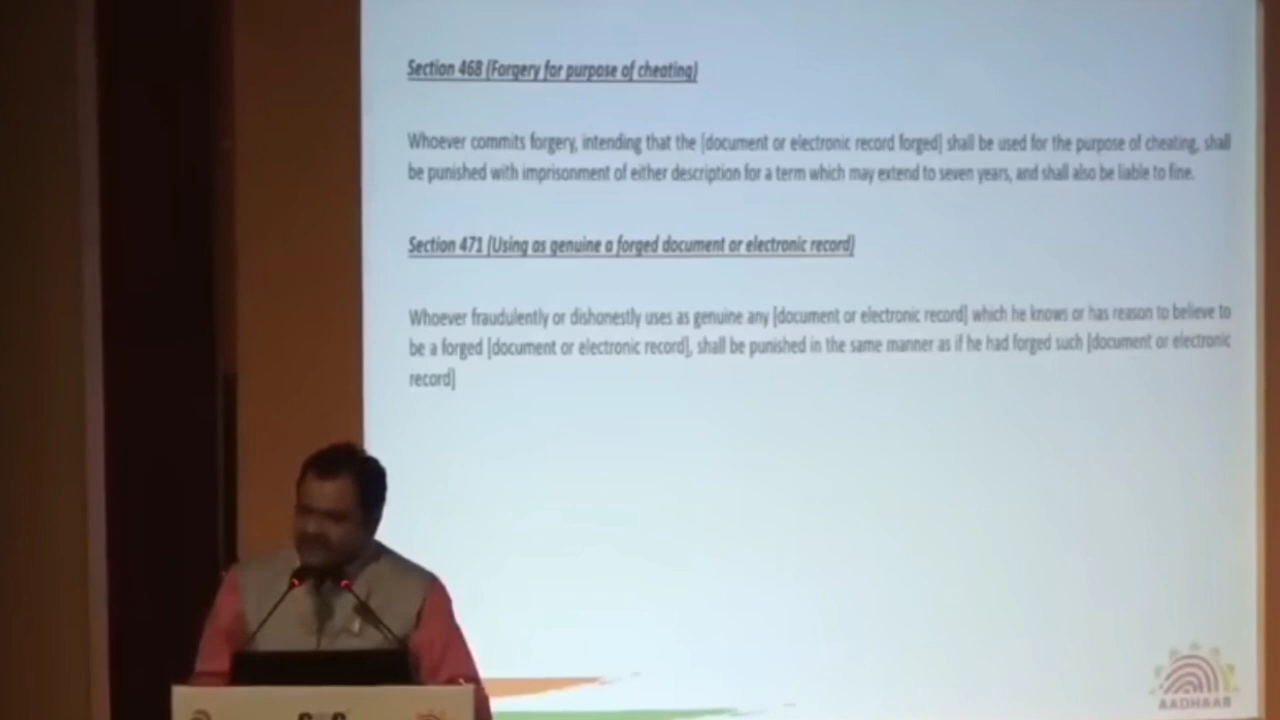 Section 468 (Forgery for purpose of cheating)
Whoever commits forgery, intending that the [document or electronic record forged] shall be used for the purpose of cheating, shall
be punished with imprisonment of either description for a term which may extend to seven years, and shall also be liable to fine.
Section 471 [Using as genuine a forged document or electronic record]
Whoever fraudulently or dishonestly uses as genuine any [document or electronic record] which he knows or has reason to believe to
be a forged [document or electronic record], shall be punished in the same manner as if he had forged such [document or electronic
record]
AADHAAR